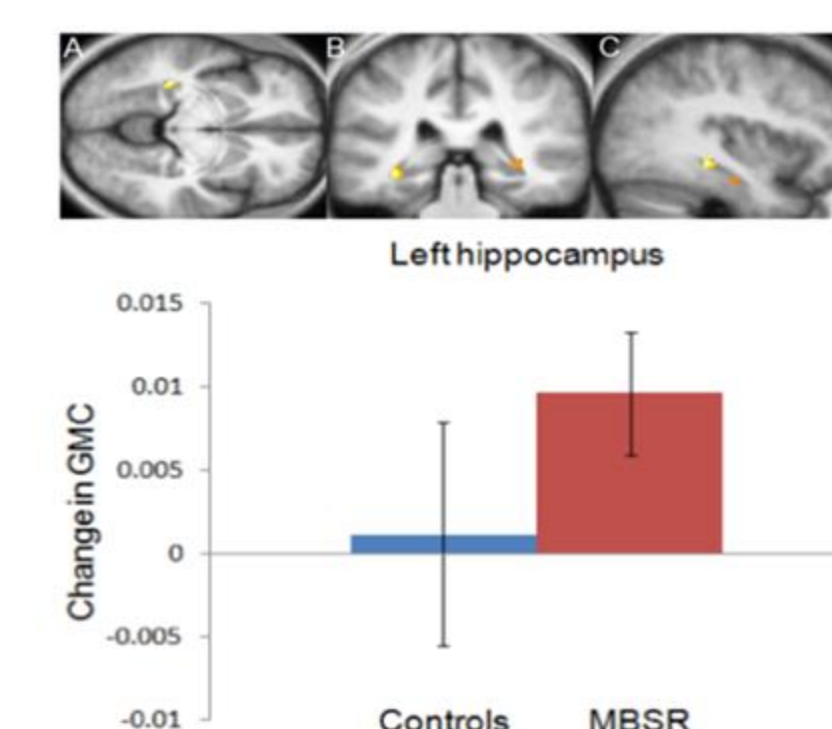 A B C
Left hippocampus
Change in GMC
0.015
0.01
0.005
0
-0.005
-0.01
Controls MBSR